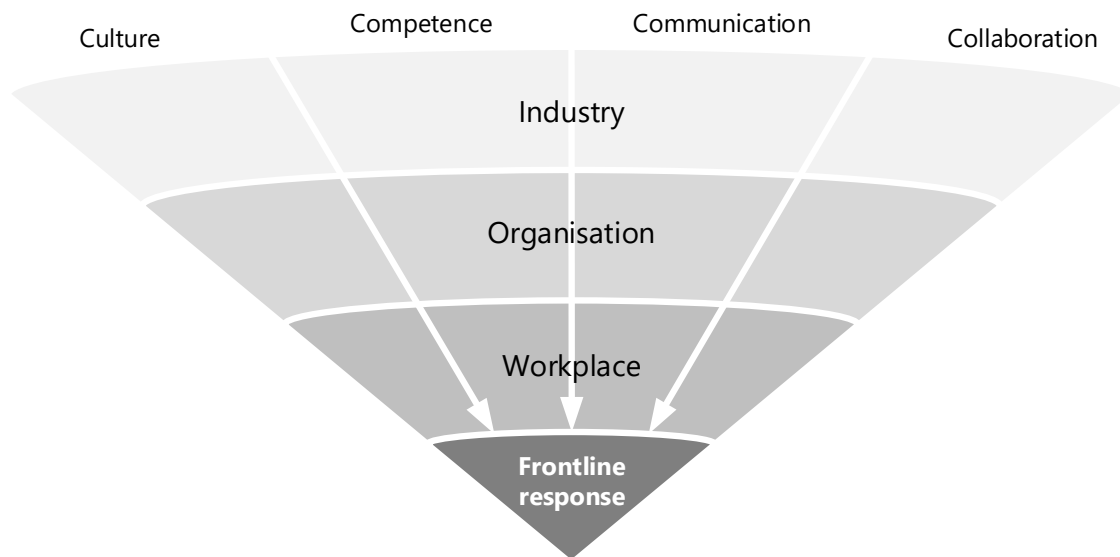 Culture
Competence
Communication
Collaboration
Industry
Organisation
Workplace
Frontline
response